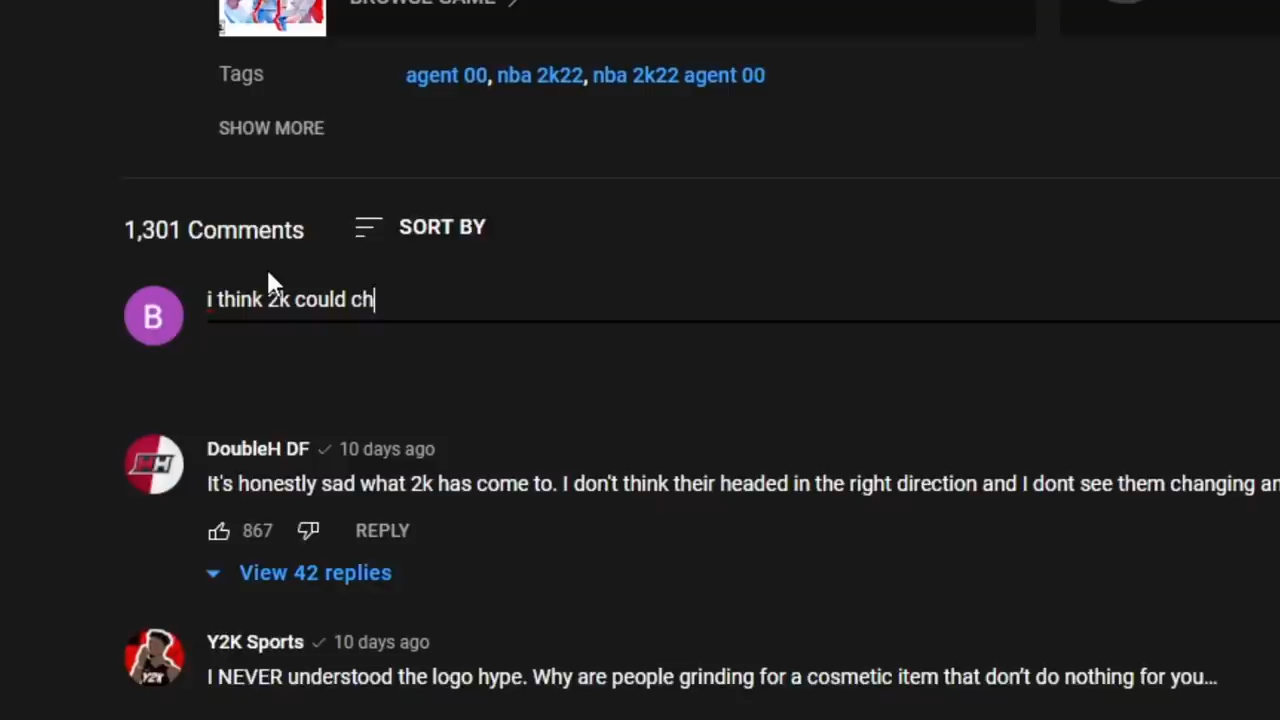 BROWSE GAME
Tags agent 00, nba 2k22, nba 2k22 agent 00
SHOW MORE
1,301 Comments SORT BY
B i think 2k could ch
DoubleH DF 10 days ago
It's honestly sad what 2k has come to. I don't think their headed in the right direction and I dont see them changing an
867 REPLY
View 42 replies
Y2K Sports 10 days ago
I NEVER understood the logo hype. Why are people grinding for a cosmetic item that don't do nothing for you...